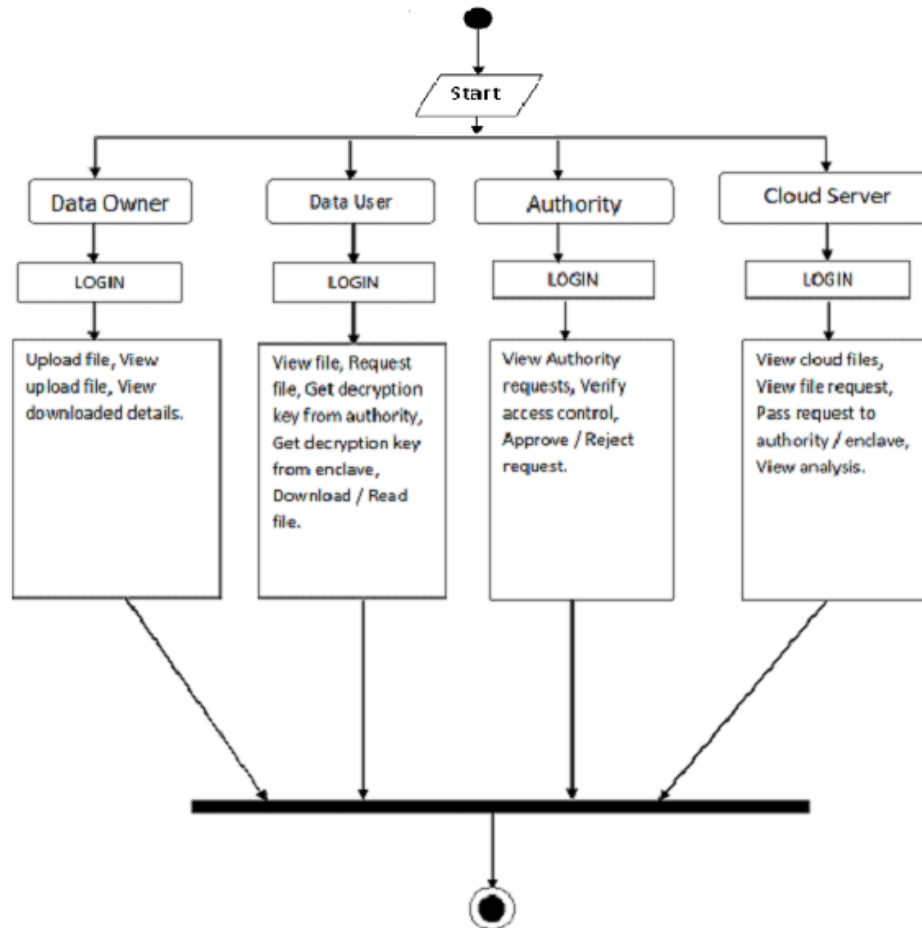 Start
Data Owner
Data User
Authority
Cloud Server
LOGIN
LOGIN
LOGIN
LOGIN
Upload file, View
upload file, View
downloaded details.
View file, Request
file, Get decryption
key from authority,
Get decryption key
from enclave,
Download / Read
file.
View Authority
requests, Verify
access control,
Approve / Reject
request.
View cloud files,
View file request,
Pass request to
authority / enclave,
View analysis.